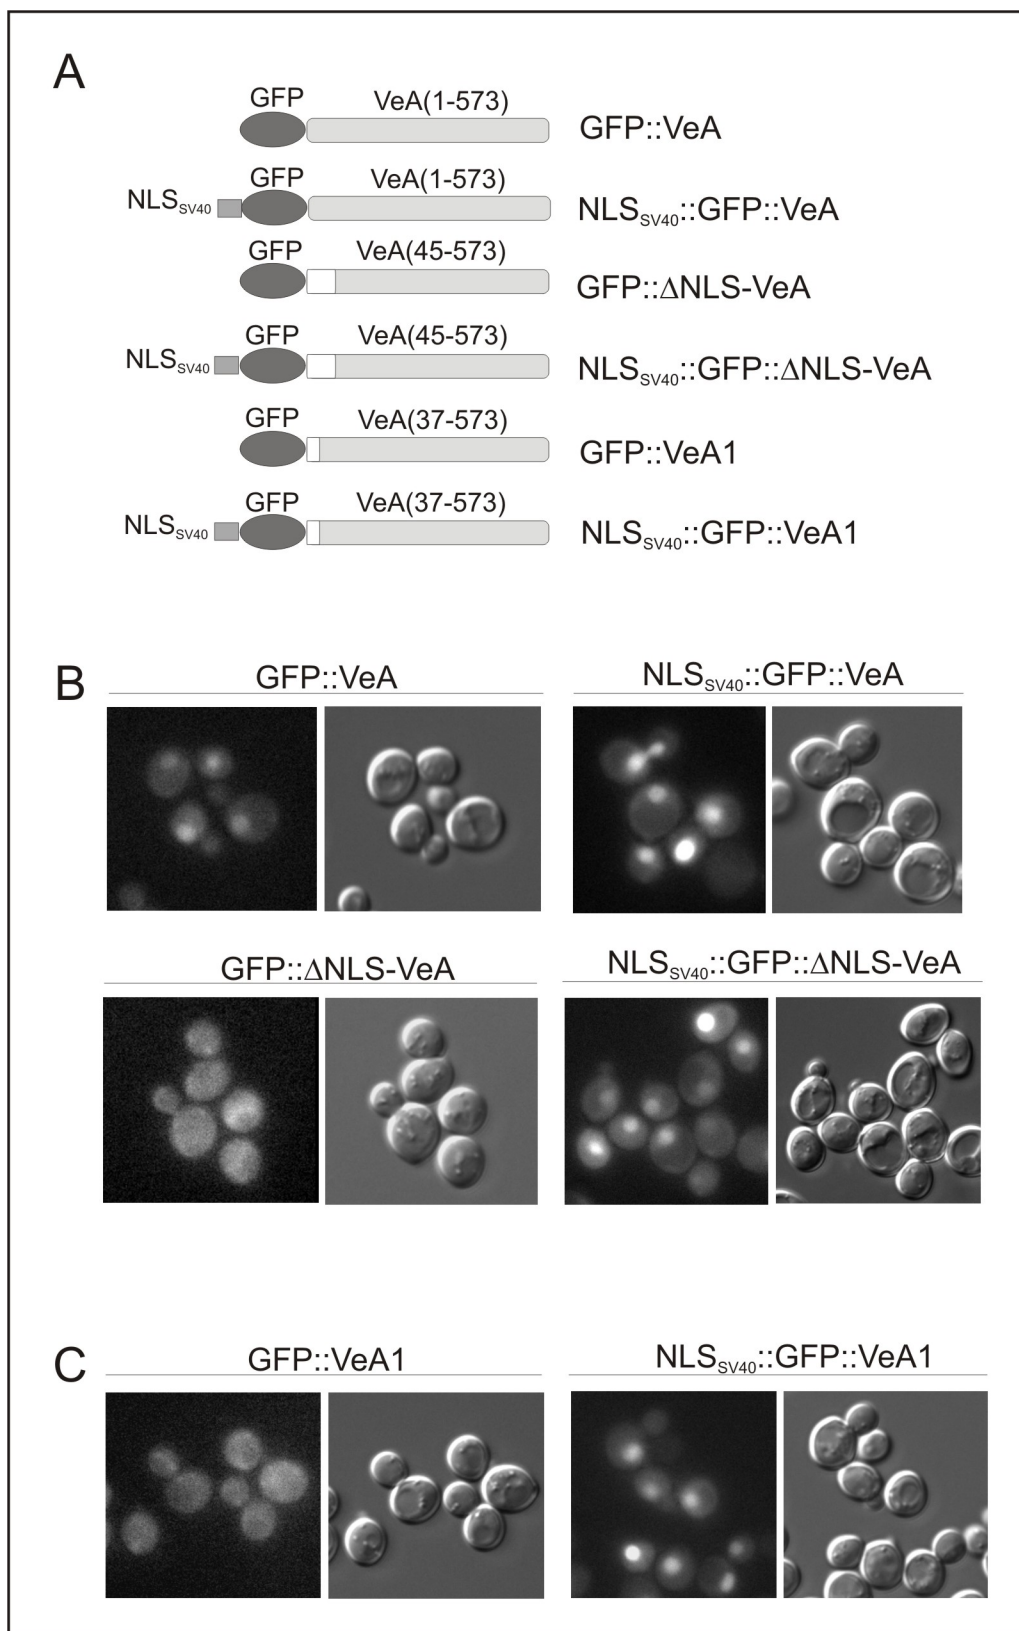 A
GFP VeA(1-573)
GFP::VeA
GFP VeA(1-573)
NLSSV40 NLSSV40::GFP::VeA
GFP VeA(45-573)
GFP::ΔNLS-VeA
GFP VeA(45-573)
NLSSV40 NLSSV40::GFP::ΔNLS-VeA
GFP VeA(37-573)
GFP::VeA1
GFP VeA(37-573)
NLSSV40 NLSSV40::GFP::VeA1
B GFP::VeA NLSSV40::GFP::VeA
GFP::ΔNLS-VeA NLSSV40::GFP::ΔNLS-VeA
C GFP::VeA1 NLSSV40::GFP::VeA1